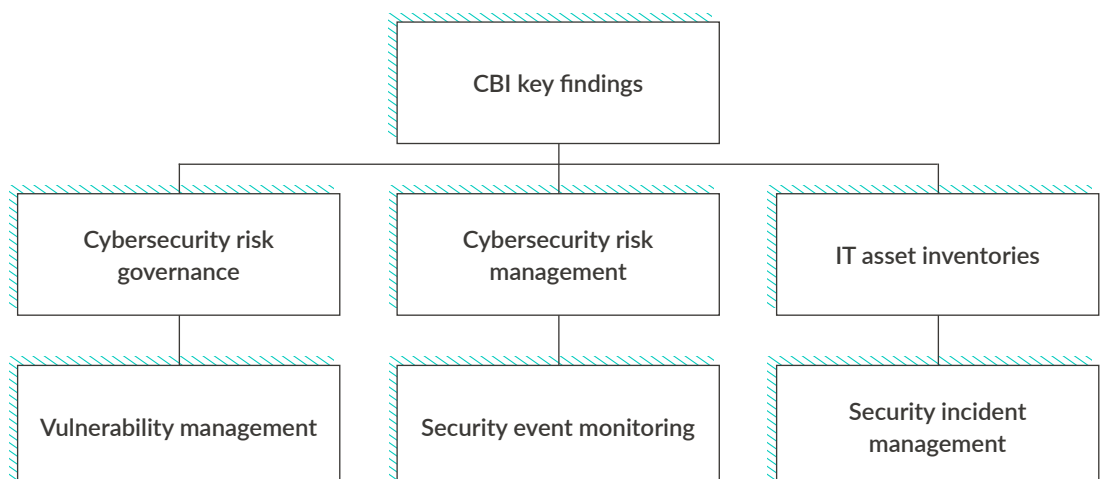 CBI key findings
Cybersecurity risk
governance
Cybersecurity risk
management
IT asset inventories
Vulnerability management
Security event monitoring
Security incident
management